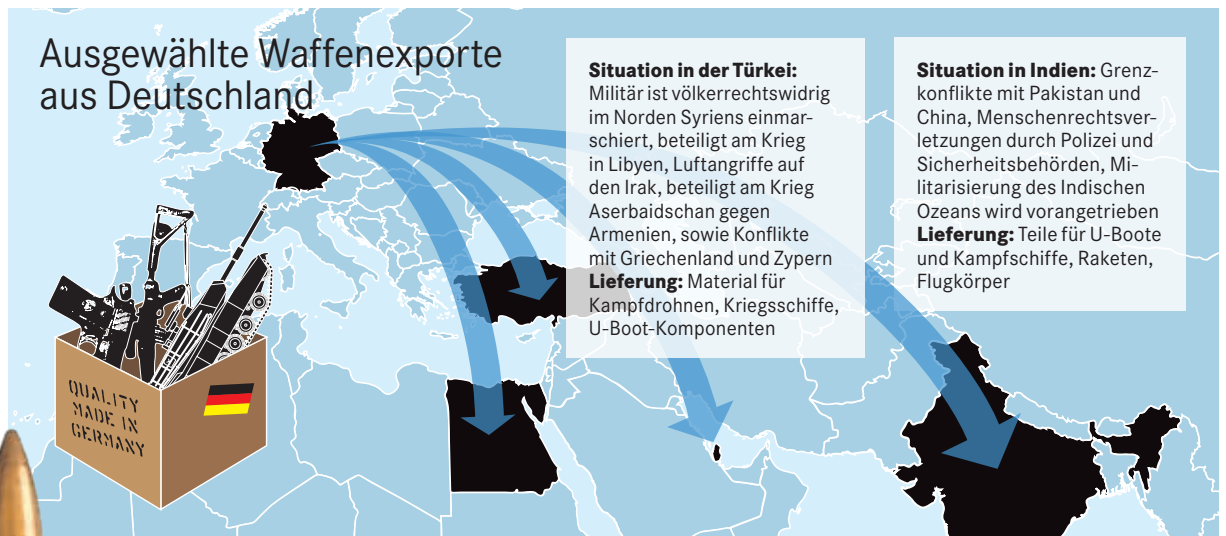 Ausgewählte Waffenexporte
aus Deutschland
Situation in der Türkei:
Militär ist völkerrechtswidrig
im Norden Syriens einmar-
schiert, beteiligt am Krieg
in Libyen, Luftangriffe auf
den Irak, beteiligt am Krieg
Aserbaidschan gegen
Armenien, sowie Konflikte
mit Griechenland und Zypern
Lieferung: Material für
Kampfdrohnen, Kriegsschiffe,
U-Boot-Komponenten
Situation in Indien: Grenz-
konflikte mit Pakistan und
China, Menschenrechtsver-
letzungen durch Polizei und
Sicherheitsbehörden, Mi-
litarisierung des Indischen
Ozeans wird vorangetrieben
Lieferung: Teile für U-Boote
und Kampfschiffe, Raketen,
Flugkörper
QUALITY
MADE IN
GERMANY